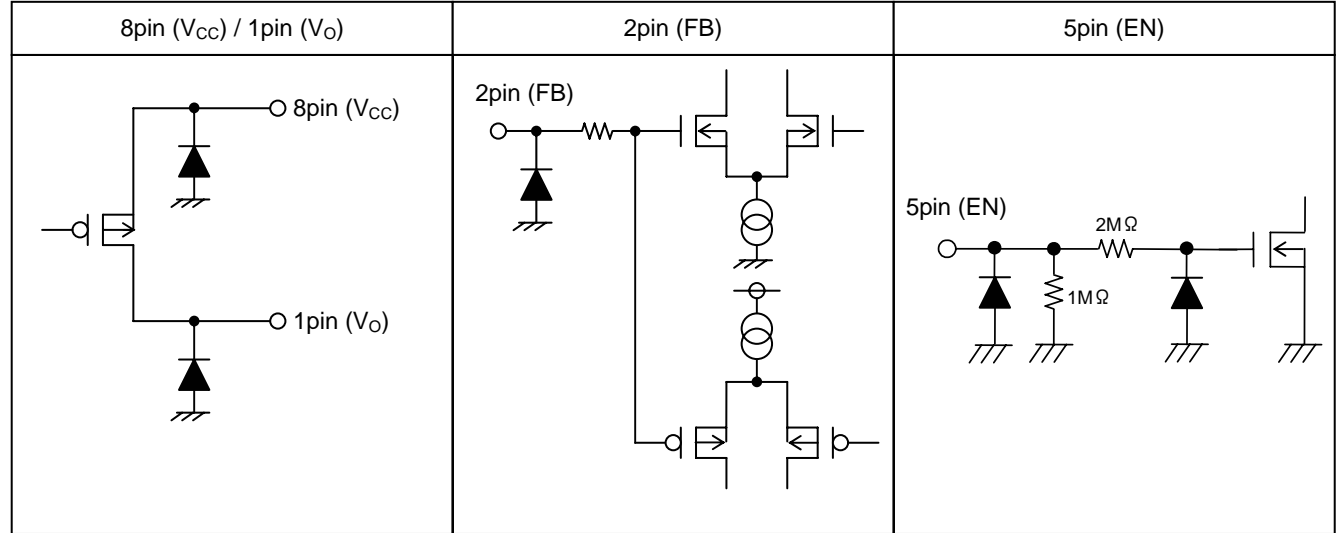 8pin (VCC) / 1pin (VO)
2pin (FB)
5pin (EN)
8pin (VCC)
1pin (VO)
2pin (FB)
5pin (EN)
2MΩ
1MΩ